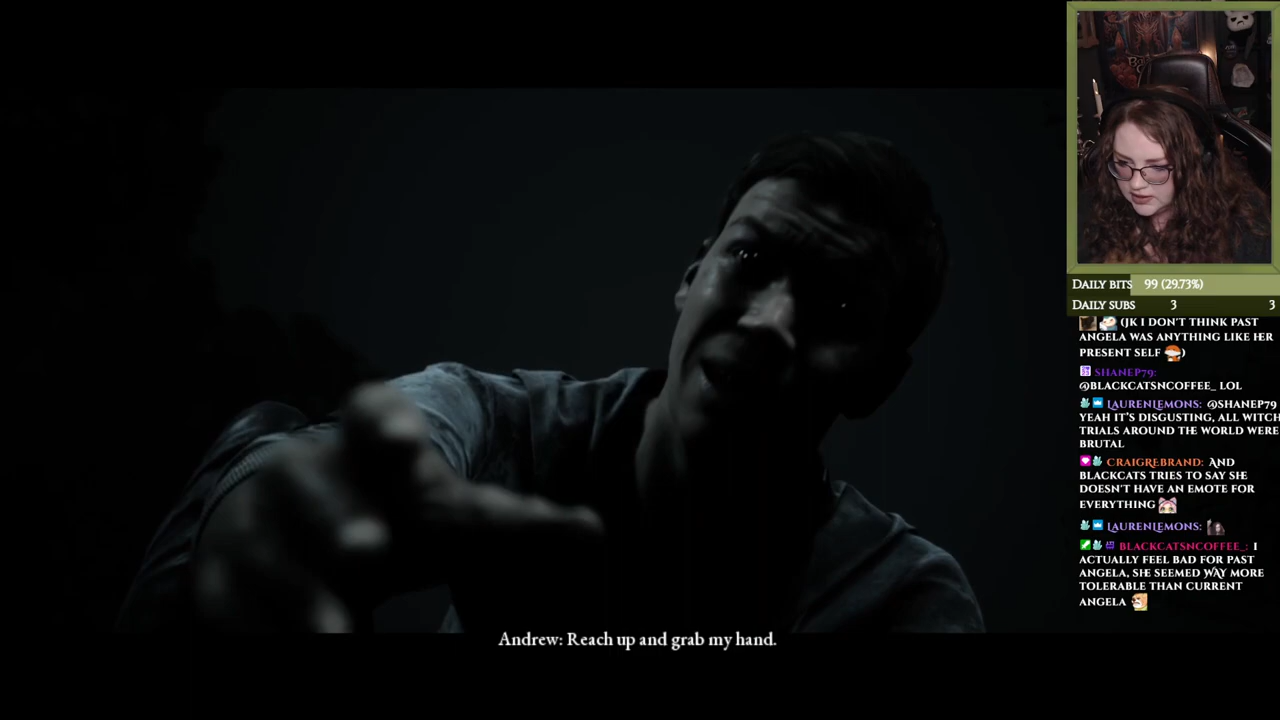 DAILY BITS 99 (29.73%)
DAILY SUBS 3 3
(JK I DON'T THINK PAST
ANGELA WAS ANYTHING LIKE HER
PRESENT SELF )
SHANEP79:
@BLACKCATSNCOFFEE_ LOL
LAURENLEMONS: @SHANEP79
YEAH IT'S DISGUSTING, ALL WITCH
TRIALS AROUND THE WORLD WERE
BRUTAL
CRAIGREBRAND: AND
BLACKCATS TRIES TO SAY SHE
DOESN'T HAVE AN EMOTE FOR
EVERYTHING
LAURENLEMONS:
BLACKCATSNCOFFEE_: I
ACTUALLY FEEL BAD FOR PAST
ANGELA, SHE SEEMED WAY MORE
TOLERABLE THAN CURRENT
ANGELA
Andrew: Reach up and grab my hand.